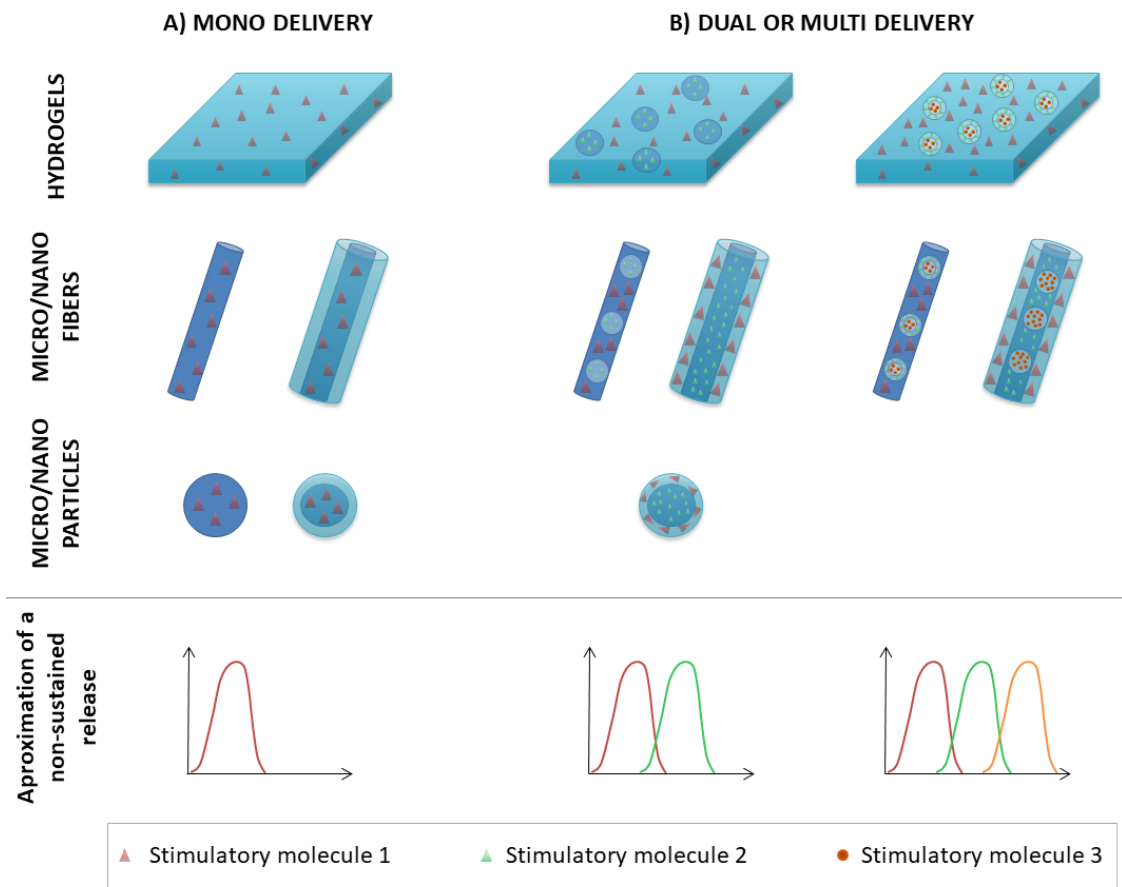 A) MONO DELIVERY
B) DUAL OR MULTI DELIVERY
HYDROGELS
MICRO/NANO
FIBERS
MICRO/NANO
PARTICLES
Aproximation of a
non-sustained
release
Stimulatory molecule 1
Stimulatory molecule 2
Stimulatory molecule 3